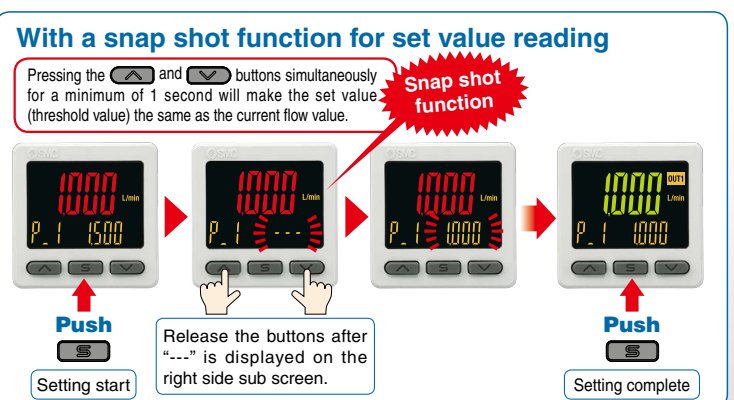 With a snap shot function for set value reading
Pressing the and buttons simultaneously
for a minimum of 1 second will make the set value
(threshold value) the same as the current flow value.
Snap shot
function
SMC
1.000
L/min
P_1 1.500
S
SMC
1.000
L/min
P_1 ---
S
SMC
1.000
L/min
P_1 1.000
S
SMC
1.000
OUT1
L/min
P_1 1.000
S
Push
S
Setting start
Release the buttons after
“---” is displayed on the
right side sub screen.
Push
S
Setting complete